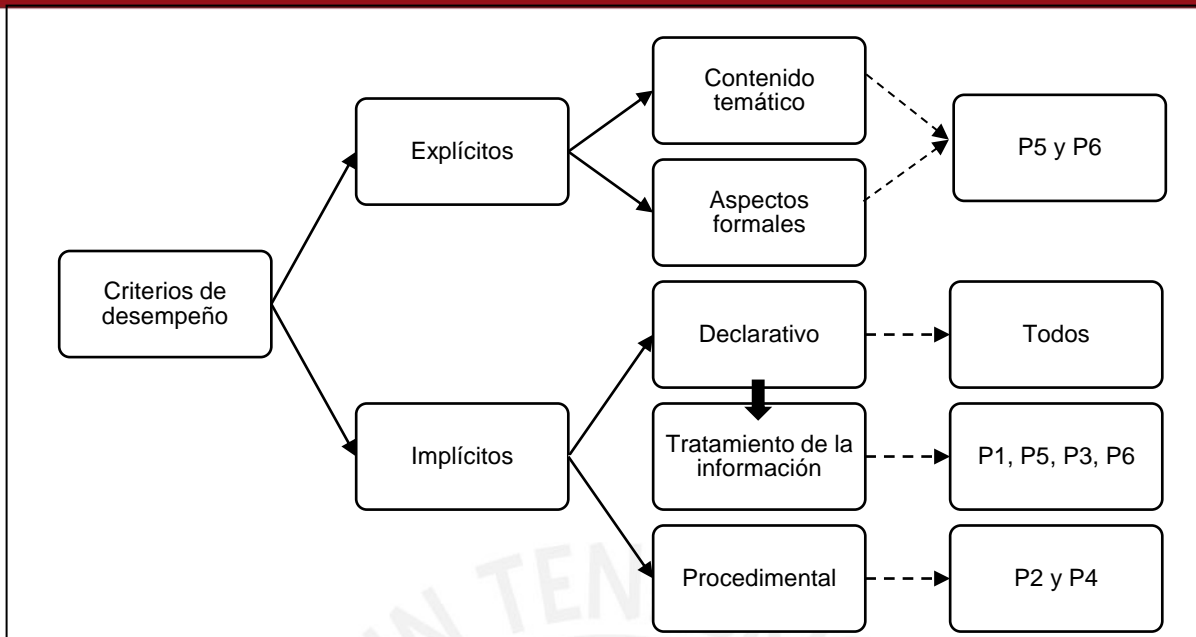 Contenido
temático
Explícitos
P5 y P6
Aspectos
formales
Criterios de
desempeño
Declarativo
Todos
Implícitos
Tratamiento de la
información
P1, P5, P3, P6
Procedimental
P2 y P4